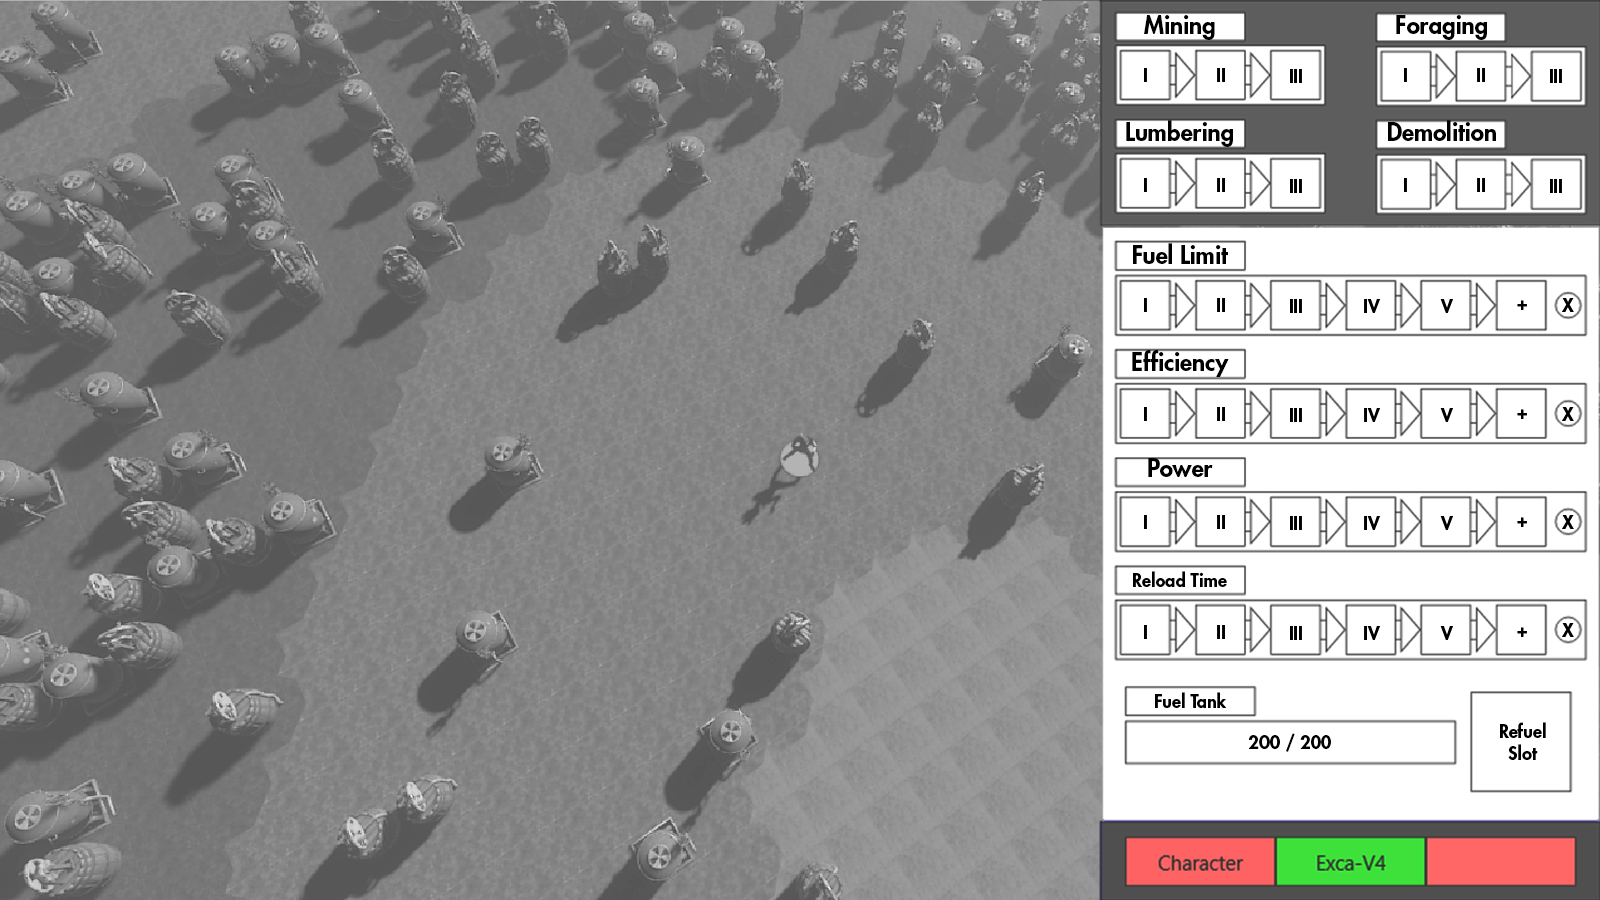 Mining
I II III
Foraging
I II III
Lumbering
I II III
Demolition
I II III
Fuel Limit
I II III IV V + X
Efficiency
I II III IV V + X
Power
I II III IV V + X
Reload Time
I II III IV V + X
Fuel Tank
200 / 200
Refuel
Slot
Character
Exca-V4